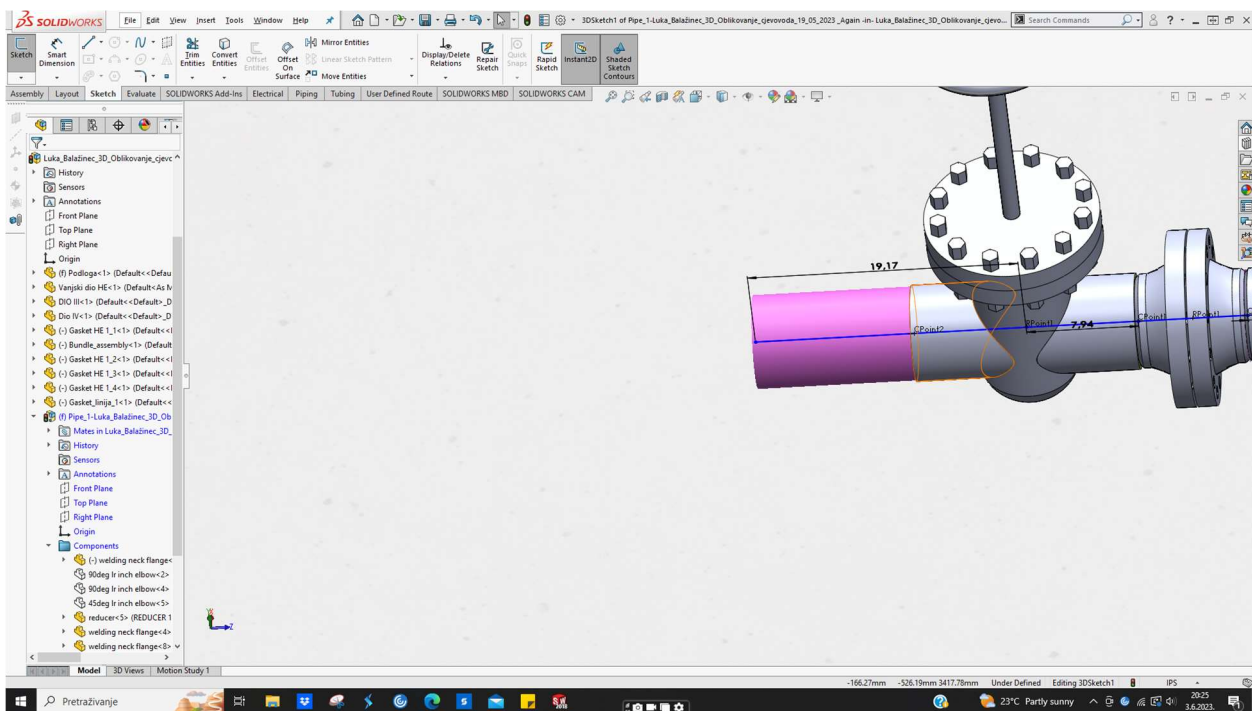 SOLIDWORKS File Edit View Insert Tools Window Help 3DSketch1 of Pipe_1-Luka_Balažinec_3D_Oblikovanje_cjevovoda_19_05_2023 _Again -in- Luka_Balažinec_3D_Oblikovanje_cjevo... Search Commands
Sketch Smart Dimension Trim Entities Convert Entities Offset Entities Offset On Surface Mirror Entities Linear Sketch Pattern Move Entities Display/Delete Relations Repair Sketch Quick Snaps Rapid Sketch Instant2D Shaded Sketch Contours
Assembly Layout Sketch Evaluate SOLIDWORKS Add-Ins Electrical Piping Tubing User Defined Route SOLIDWORKS MBD SOLIDWORKS CAM
Luka_Balažinec_3D_Oblikovanje_cjevc
History
Sensors
Annotations
Front Plane
Top Plane
Right Plane
Origin
(f) Podloga<1> (Default<<Defau
Vanjski dio HE<1> (Default<As M
DIO III<1> (Default<<Default>_D
Dio IV<1> (Default<<Default>_D
(-) Gasket HE 1_1<1> (Default<<I
(-) Bundle_assembly<1> (Default
(-) Gasket HE 1_2<1> (Default<<I
(-) Gasket HE 1_3<1> (Default<<I
(-) Gasket HE 1_4<1> (Default<<I
(-) Gasket_linija_1<1> (Default<<
(f) Pipe_1-Luka_Balažinec_3D_Ob
Mates in Luka_Balažinec_3D_
History
Sensors
Annotations
Front Plane
Top Plane
Right Plane
Origin
Components
(-) welding neck flange<
90deg lr inch elbow<2>
90deg lr inch elbow<4>
45deg lr inch elbow<5>
reducer<5> (REDUCER 1
welding neck flange<4>
welding neck flange<8>
19,17
CPoint2
RPoint1
7,94
CPoint1
RPoint1
Z
Model 3D Views Motion Study 1
-166.27mm -526.19mm 3417.78mm Under Defined Editing 3DSketch1 IPS
Pretraživanje
23°C Partly sunny
20:25
3.6.2023.